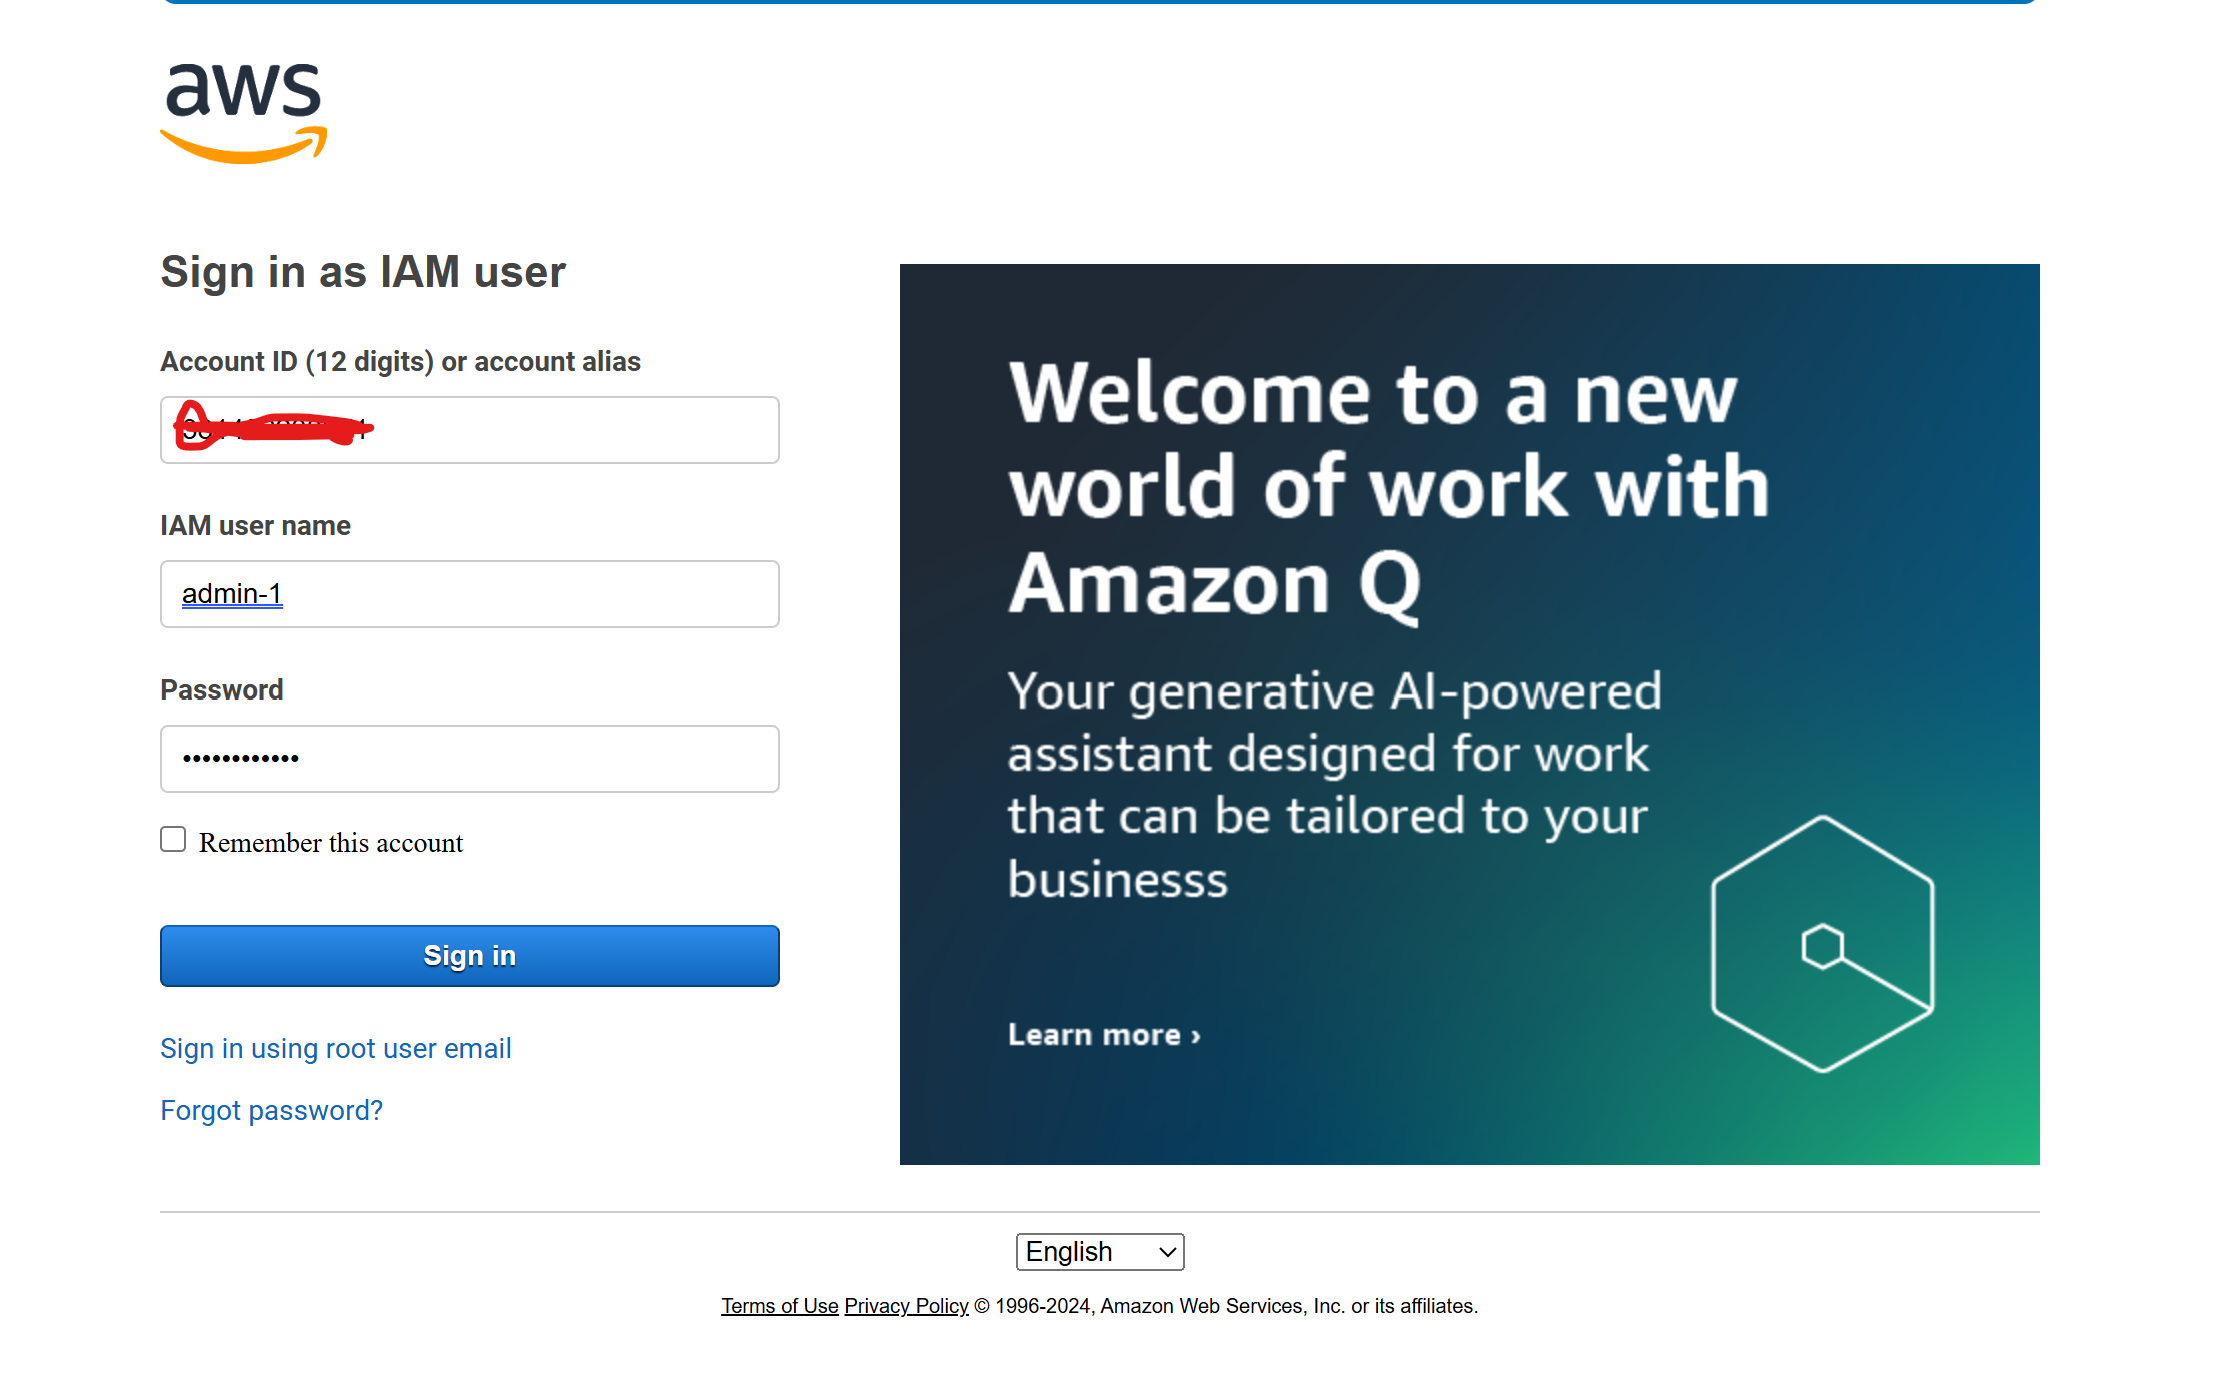 aws
Sign in as IAM user
Account ID (12 digits) or account alias
IAM user name
admin-1
Password
••••••••••••
Remember this account
Sign in
Sign in using root user email
Forgot password?
Welcome to a new
world of work with
Amazon Q
Your generative AI-powered
assistant designed for work
that can be tailored to your
businesss
Learn more ›
English
Terms of Use Privacy Policy © 1996-2024, Amazon Web Services, Inc. or its affiliates.